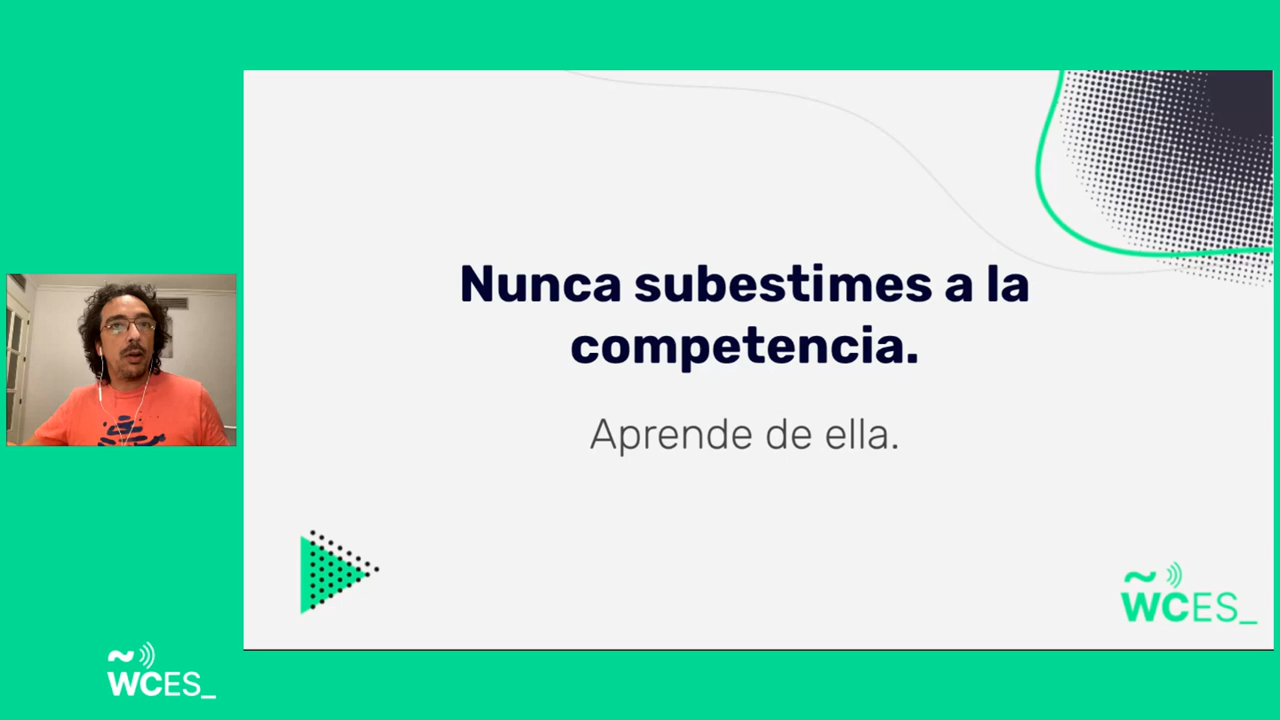 Nunca subestimes a la
competencia.
Aprende de ella.
WCES_
WCES_